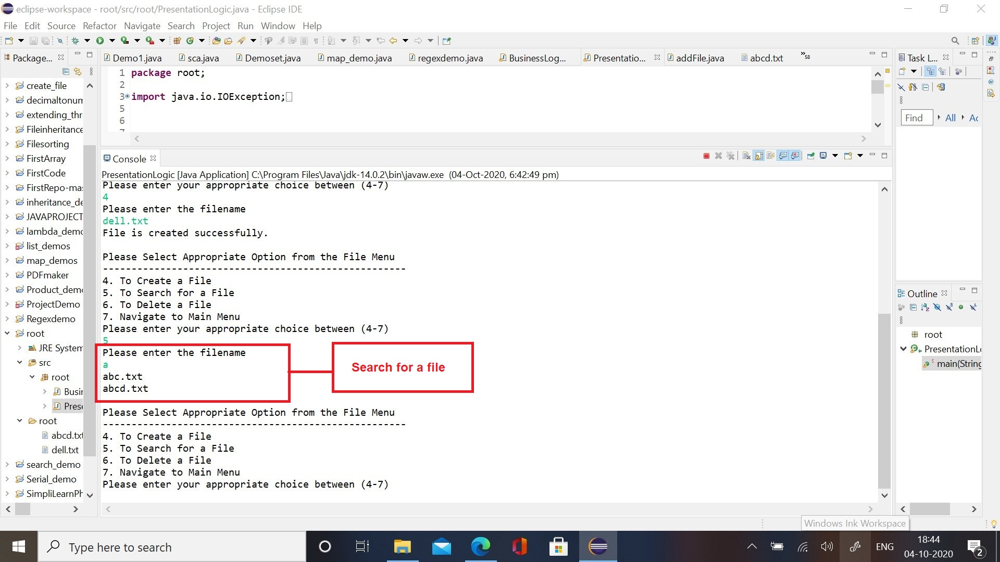 eclipse-workspace - root/src/root/PresentationLogic.java - Eclipse IDE
File Edit Source Refactor Navigate Search Project Run Window Help
Package...
create_file
decimaltonum
extending_thr
Fileinheritance
Filesorting
FirstArray
FirstCode
FirstRepo-mas
inheritance_de
JAVAPROJECT
lambda_demo
list_demos
map_demos
PDFmaker
Product_demo
ProjectDemo
Regexdemo
root
JRE System
src
root
Busin
Prese
root
abcd.txt
dell.txt
search_demo
Serial_demo
SimpliLearnPh
Demo1.java sca.java Demoset.java map_demo.java regexdemo.java BusinessLog... Presentatio... addFile.java abcd.txt »58
1 package root;
2
3 import java.io.IOException;
5
6
7
Console
PresentationLogic [Java Application] C:\Program Files\Java\jdk-14.0.2\bin\javaw.exe (04-Oct-2020, 6:42:49 pm)
Please enter your appropriate choice between (4-7)
4
Please enter the filename
dell.txt
File is created successfully.
Please Select Appropriate Option from the File Menu
-----------------------------------------------------
4. To Create a File
5. To Search for a File
6. To Delete a File
7. Navigate to Main Menu
Please enter your appropriate choice between (4-7)
5
Please enter the filename
a
abc.txt
abcd.txt
Search for a file
Please Select Appropriate Option from the File Menu
-----------------------------------------------------
4. To Create a File
5. To Search for a File
6. To Delete a File
7. Navigate to Main Menu
Please enter your appropriate choice between (4-7)
Task L...
Find All Ac
Outline
root
PresentationLo
main(String
Windows Ink Workspace
Type here to search
ENG
18:44
04-10-2020
2